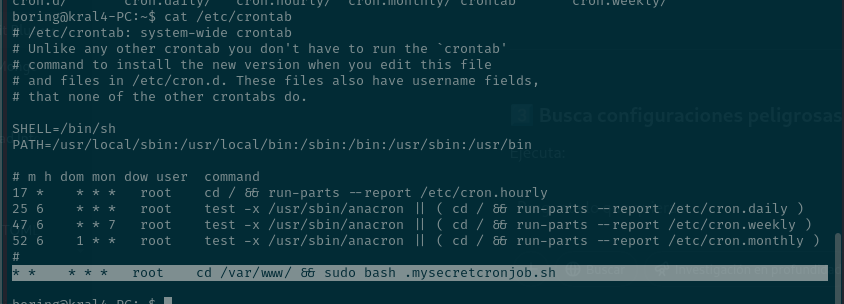 cron.d/ cron.daily/ cron.hourly/ cron.monthly/ crontab cron.weekly/
boring@kral4-PC:~$ cat /etc/crontab
# /etc/crontab: system-wide crontab
# Unlike any other crontab you don't have to run the `crontab'
# command to install the new version when you edit this file
# and files in /etc/cron.d. These files also have username fields,
# that none of the other crontabs do.
3 Busca configuraciones peligrosas
SHELL=/bin/sh
PATH=/usr/local/sbin:/usr/local/bin:/sbin:/bin:/usr/sbin:/usr/bin
Ejecuta:
# m h dom mon dow user  command
17 *    * * *   root    cd / && run-parts --report /etc/cron.hourly
25 6    * * *   root    test -x /usr/sbin/anacron || ( cd / && run-parts --report /etc/cron.daily )
47 6    * * 7   root    test -x /usr/sbin/anacron || ( cd / && run-parts --report /etc/cron.weekly )
52 6    1 * *   root    test -x /usr/sbin/anacron || ( cd / && run-parts --report /etc/cron.monthly )
#
* *    * * *   root    cd /var/www/ && sudo bash .mysecretcronjob.sh
boring@kral4-PC:~$